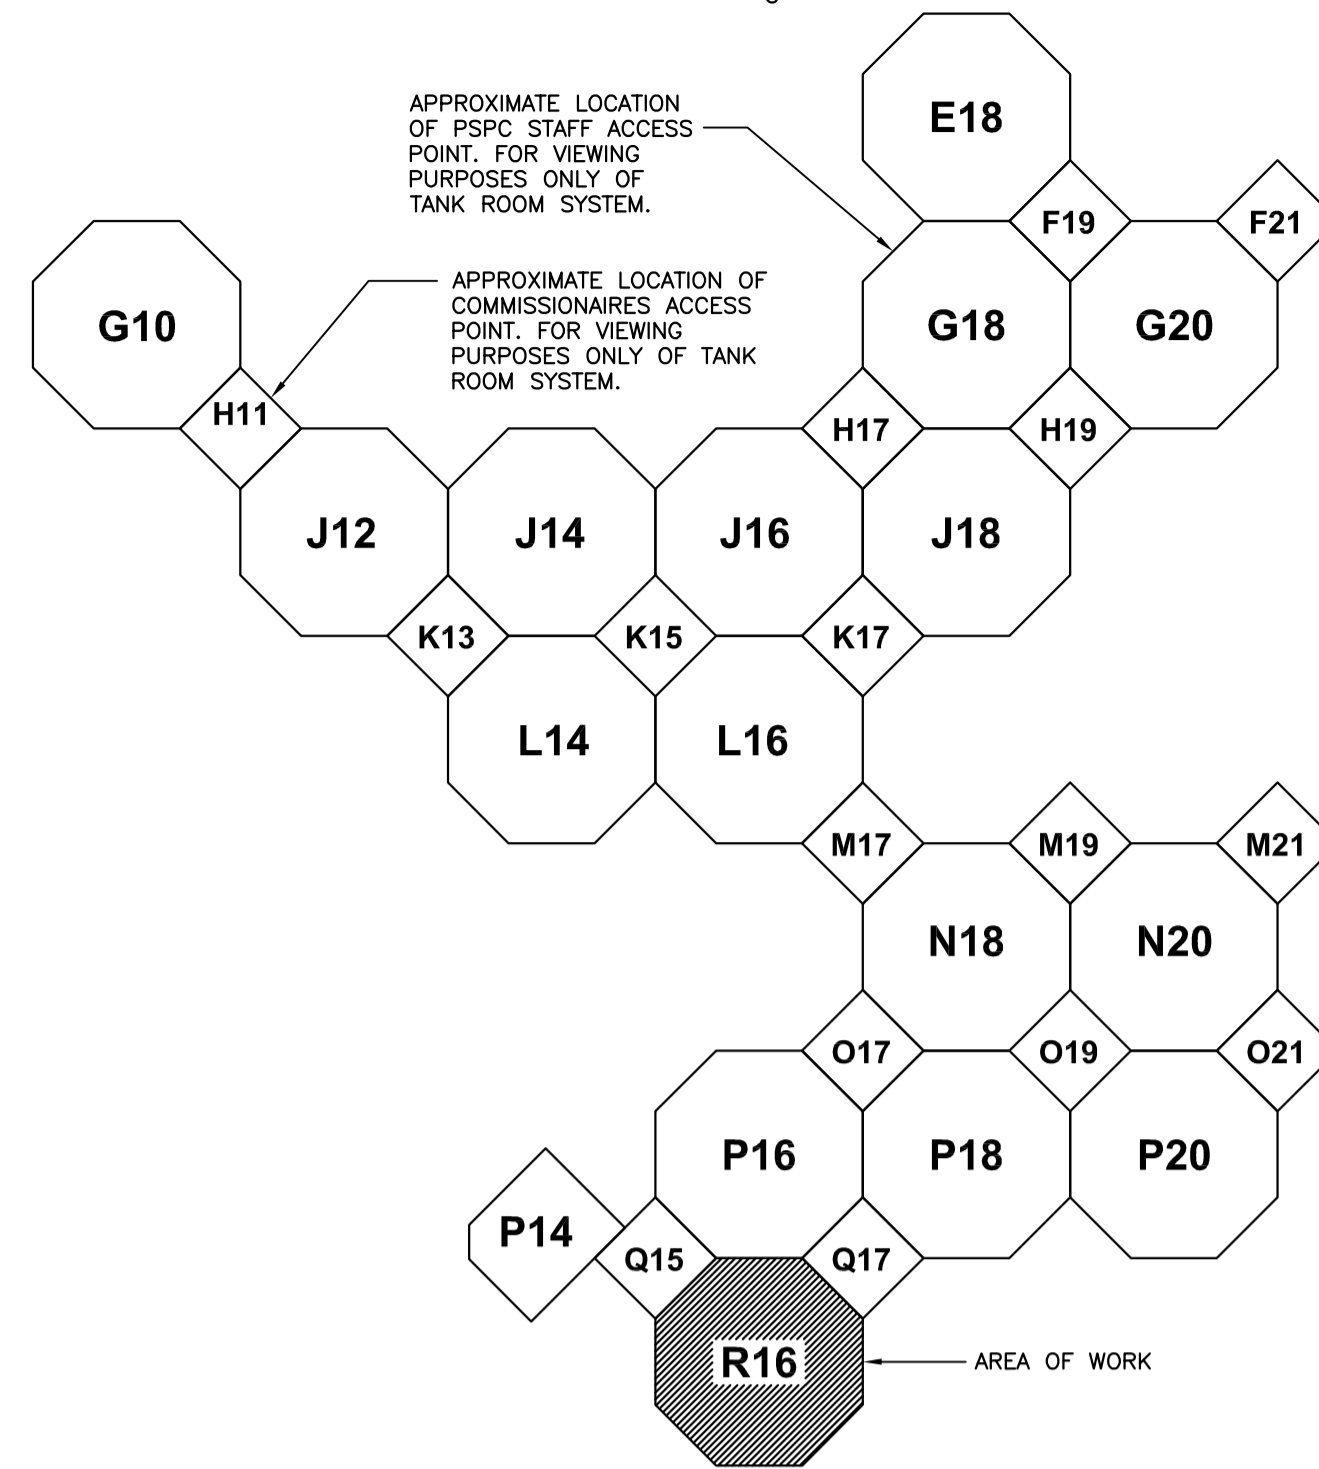 E18
APPROXIMATE LOCATION
OF PSPC STAFF ACCESS
POINT. FOR VIEWING
PURPOSES ONLY OF
TANK ROOM SYSTEM.
F19
F21
APPROXIMATE LOCATION OF
COMMISSIONAIRES ACCESS
POINT. FOR VIEWING
PURPOSES ONLY OF TANK
ROOM SYSTEM.
G10
G18
G20
H11
H17
H19
J12
J14
J16
J18
K13
K15
K17
L14
L16
M17
M19
M21
N18
N20
O17
O19
O21
P16
P18
P20
P14
Q15
Q17
R16
AREA OF WORK